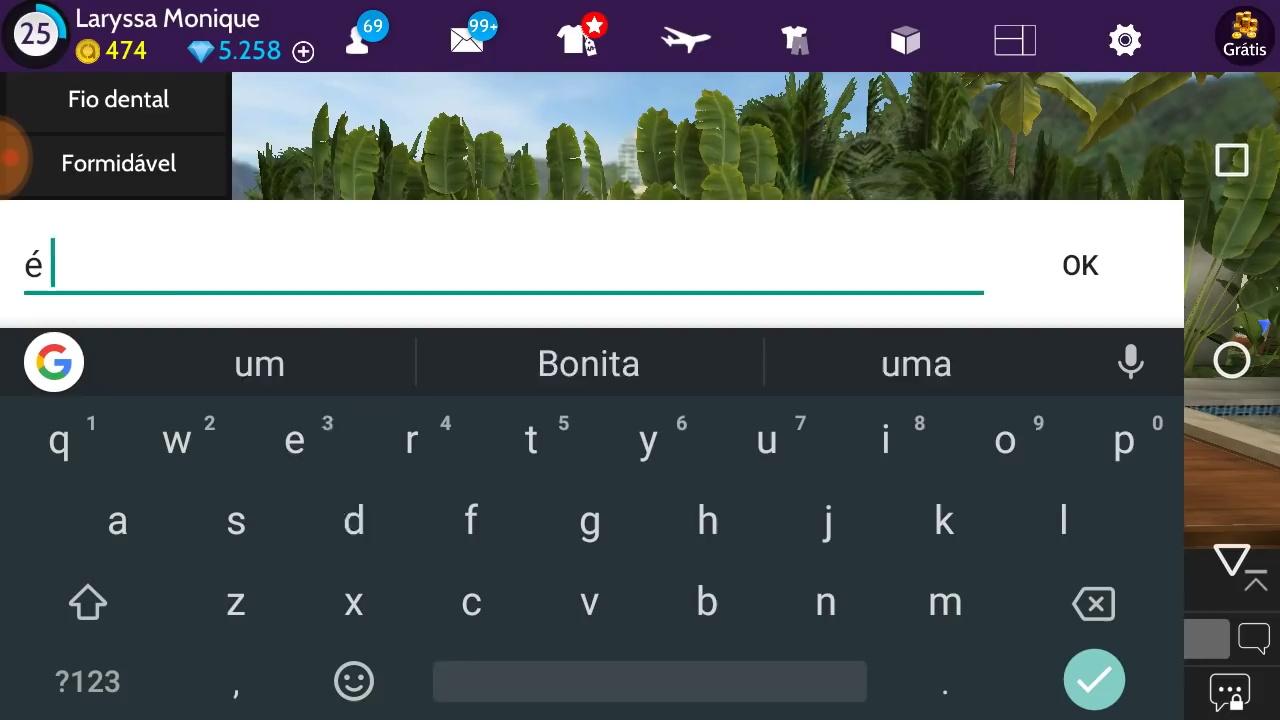 25 Laryssa Monique 69 99+
474 5.258 Grátis
Fio dental
Formidável
é OK
um Bonita uma
q 1 w 2 e 3 r 4 t 5 y 6 u 7 i 8 o 9 p 0
a s d f g h j k l
z x c v b n m
?123 , .